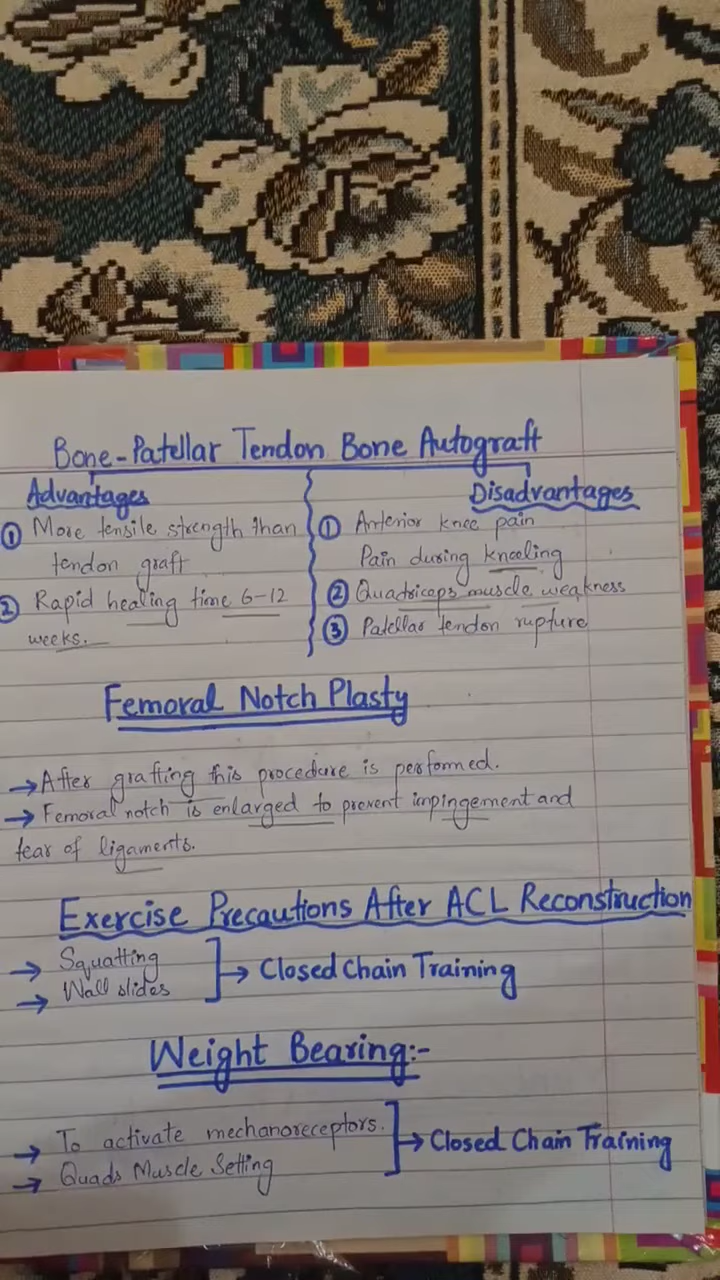 Bone-Patellar Tendon Bone Autograft
Advantages
① More tensile strength than
tendon graft
② Rapid healing time 6-12
weeks.
Disadvantages
① Anterior knee pain
Pain during kneeling
② Quadriceps muscle weakness
③ Patellar tendon rupture
Femoral Notch Plasty
→ After grafting this procedure is performed.
→ Femoral notch is enlarged to prevent impingement and
tear of ligaments.
Exercise Precautions After ACL Reconstruction
→ Squatting
→ Wall slides
→ Closed Chain Training
Weight Bearing:-
→ To activate mechanoreceptors.
→ Quads Muscle Setting
→ Closed Chain Training